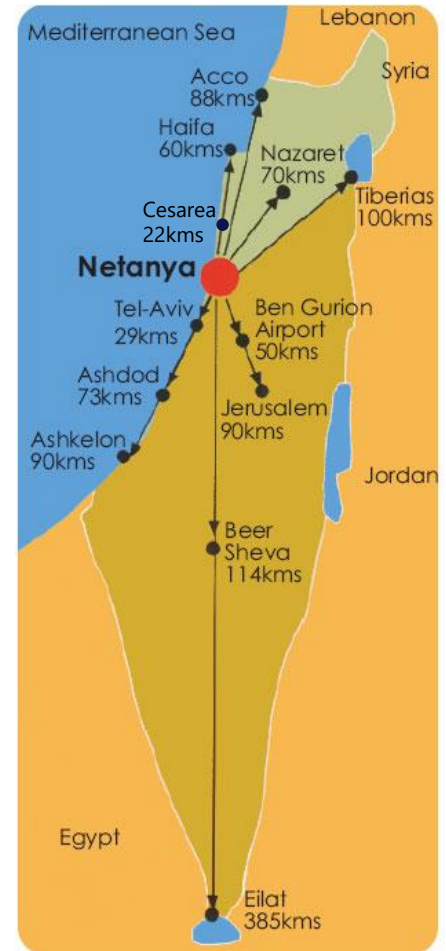 Lebanon
Mediterranean Sea
Syria
Acco
88kms
Haifa
60kms
Nazaret
70kms
Tiberias
100kms
Cesarea
22kms
Netanya
Tel-Aviv
29kms
Ben Gurion
Airport
50kms
Ashdod
73kms
Jerusalem
90kms
Ashkelon
90kms
Jordan
Beer
Sheva
114kms
Egypt
Eilat
385kms